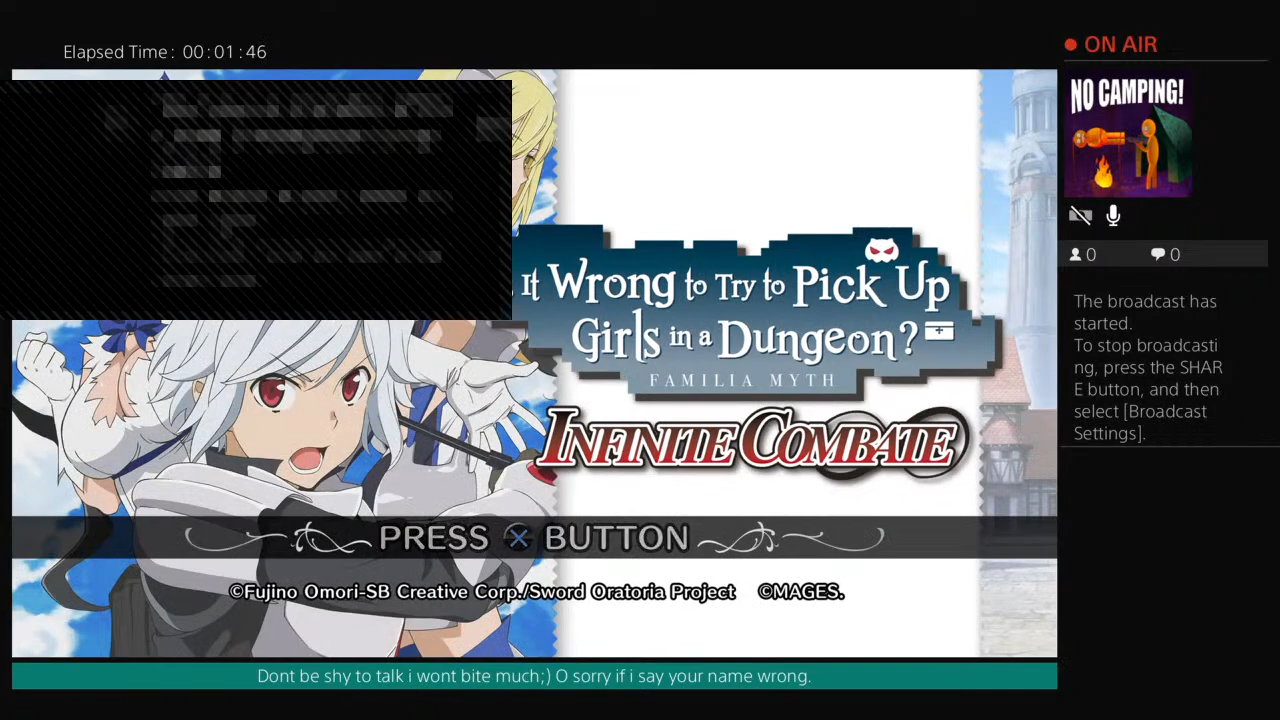 Elapsed Time: 00:01:46
ON AIR
NO CAMPING!
0 0
It Wrong to Try to Pick Up
Girls in a Dungeon?
FAMILIA MYTH
INFINITE COMBATE
PRESS BUTTON
©Fujino Omori-SB Creative Corp./Sword Oratoria Project ©MAGES.
The broadcast has
started.
To stop broadcasti
ng, press the SHAR
E button, and then
select [Broadcast
Settings].
Dont be shy to talk i wont bite much;) O sorry if i say your name wrong.